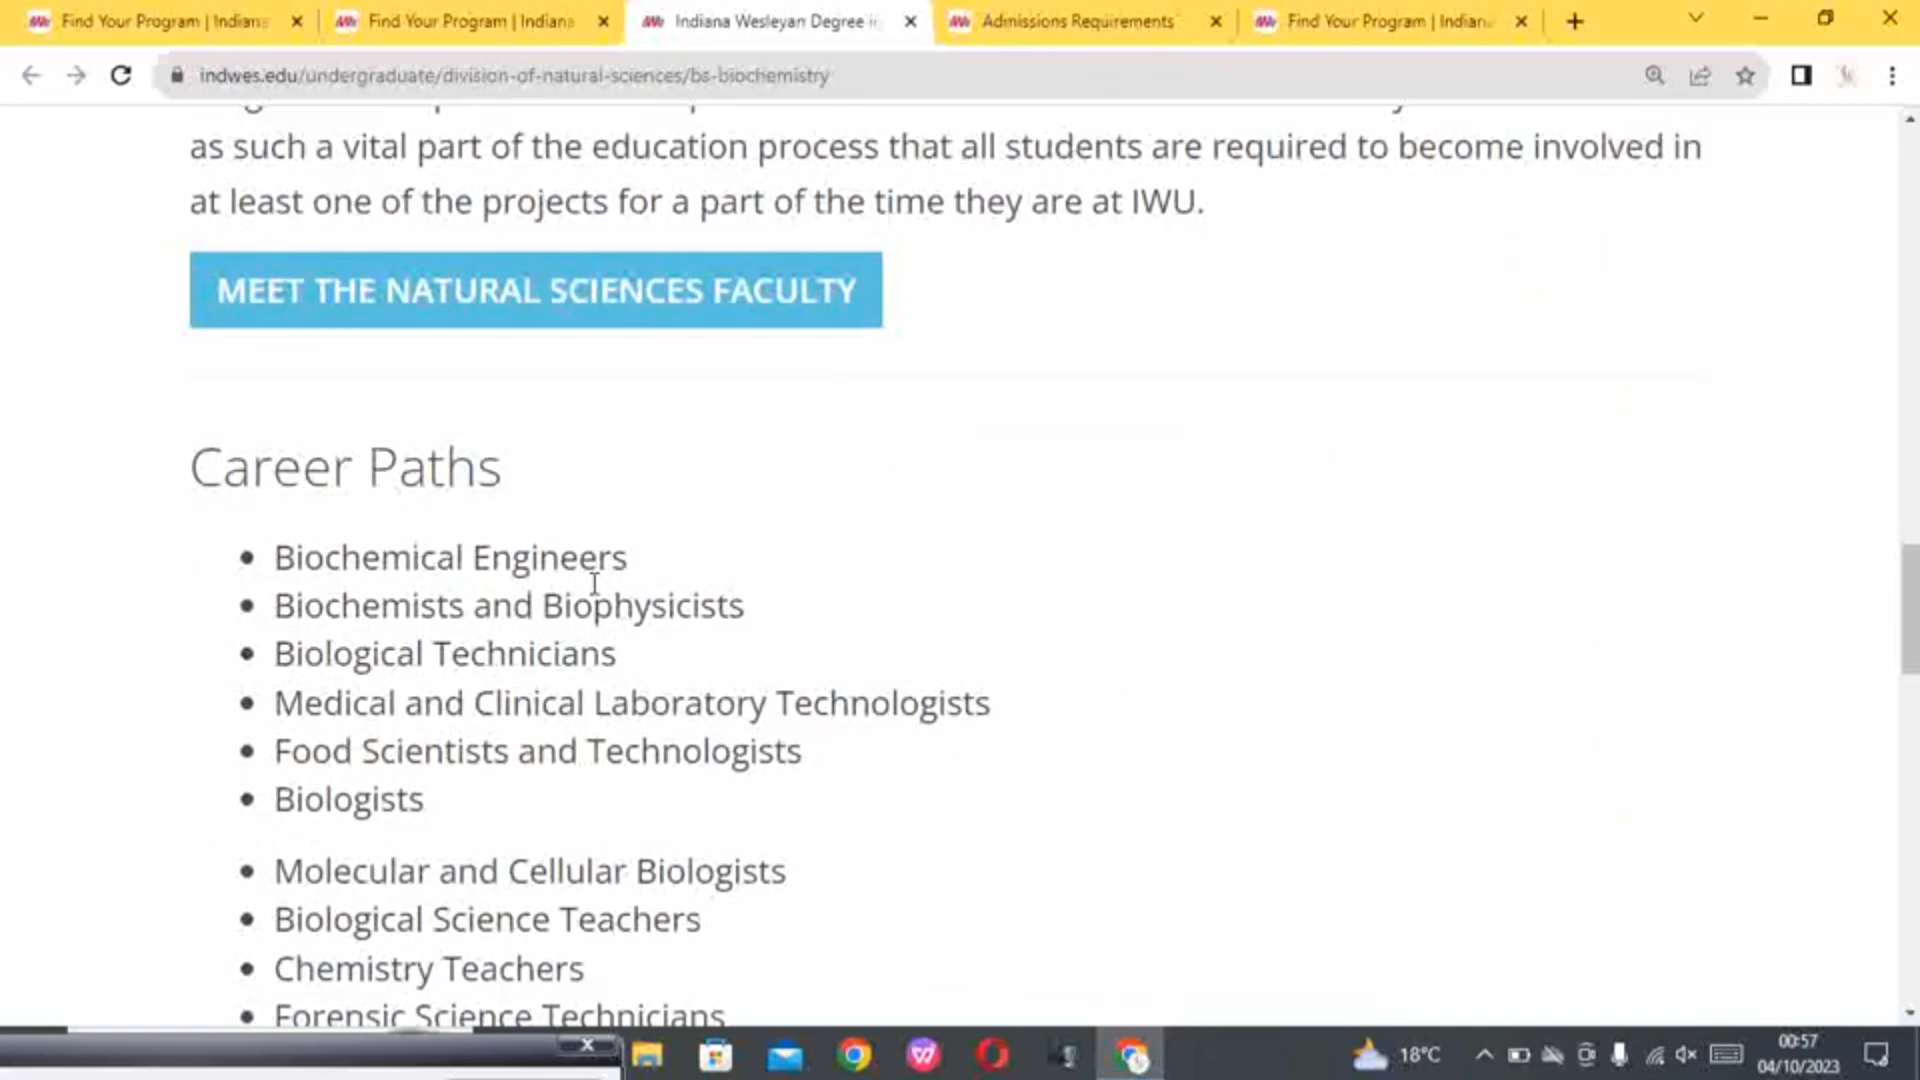 Find Your Program | Indiana
Find Your Program | Indiana
Indiana Wesleyan Degree i
Admissions Requirements
Find Your Program | Indian
indwes.edu/undergraduate/division-of-natural-sciences/bs-biochemistry
as such a vital part of the education process that all students are required to become involved in
at least one of the projects for a part of the time they are at IWU.
MEET THE NATURAL SCIENCES FACULTY
Career Paths
Biochemical Engineers
Biochemists and Biophysicists
Biological Technicians
Medical and Clinical Laboratory Technologists
Food Scientists and Technologists
Biologists
Molecular and Cellular Biologists
Biological Science Teachers
Chemistry Teachers
Forensic Science Technicians
18°C
00:57
04/10/2023